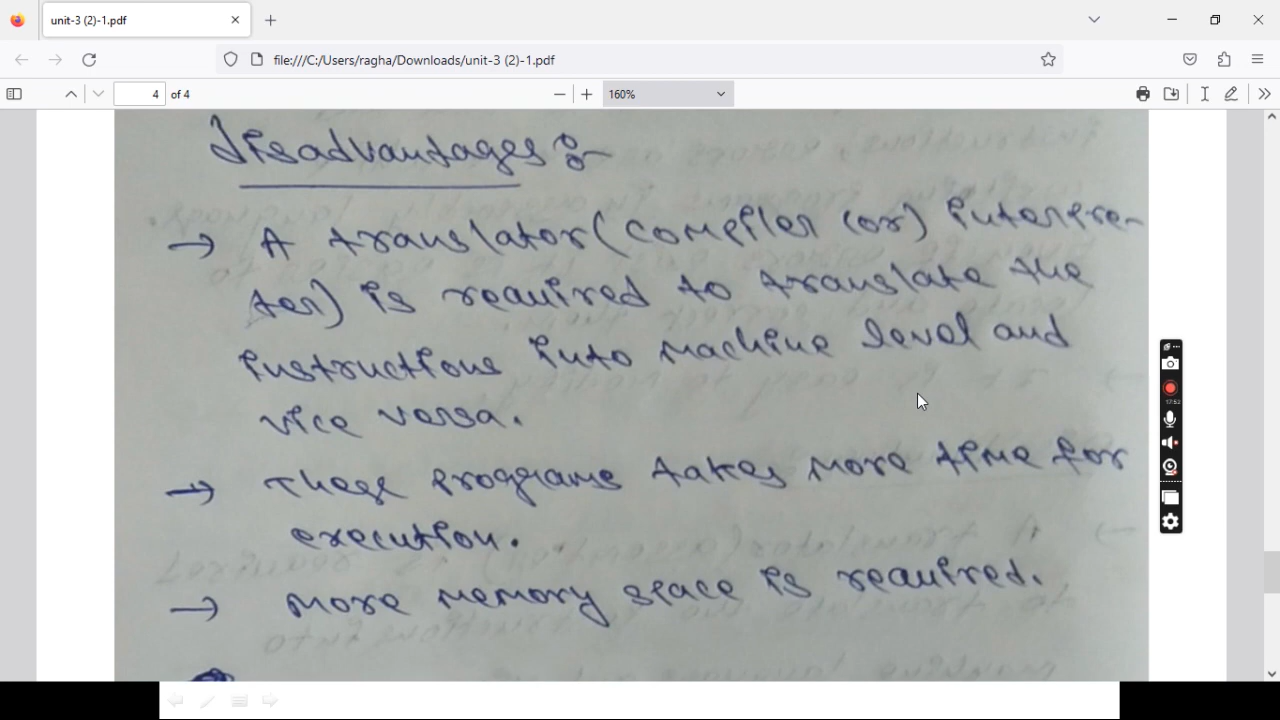 unit-3 (2)-1.pdf
file:///C:/Users/ragha/Downloads/unit-3 (2)-1.pdf
4 of 4
160%
Disadvantages :-
→ A translator (compiler (or) interpre-
ter) is required to translate the
instructions into machine level and
vice versa.
→ These programs takes more time for
execution.
→ More memory space is required.
17:53